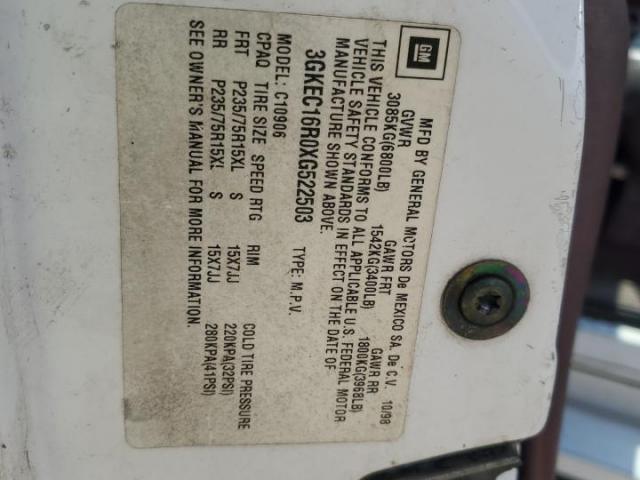 GM
MFD BY GENERAL MOTORS De MEXICO SA. De C.V. 10/98
GVWR GAWR FRT GAWR RR
3085KG(6800LB) 1542KG(3400LB) 1800KG(3968LB)
THIS VEHICLE CONFORMS TO ALL APPLICABLE U.S. FEDERAL MOTOR
VEHICLE SAFETY STANDARDS IN EFFECT ON THE DATE OF
MANUFACTURE SHOWN ABOVE.
3GKEC16R0XG522503 TYPE: M.P.V.
MODEL: C10906
CPAQ TIRE SIZE SPEED RTG RIM COLD TIRE PRESSURE
FRT P235/75R15XL S 15X7JJ 220KPA(32PSI)
RR P235/75R15XL S 15X7JJ 280KPA(41PSI)
SEE OWNER'S MANUAL FOR MORE INFORMATION.